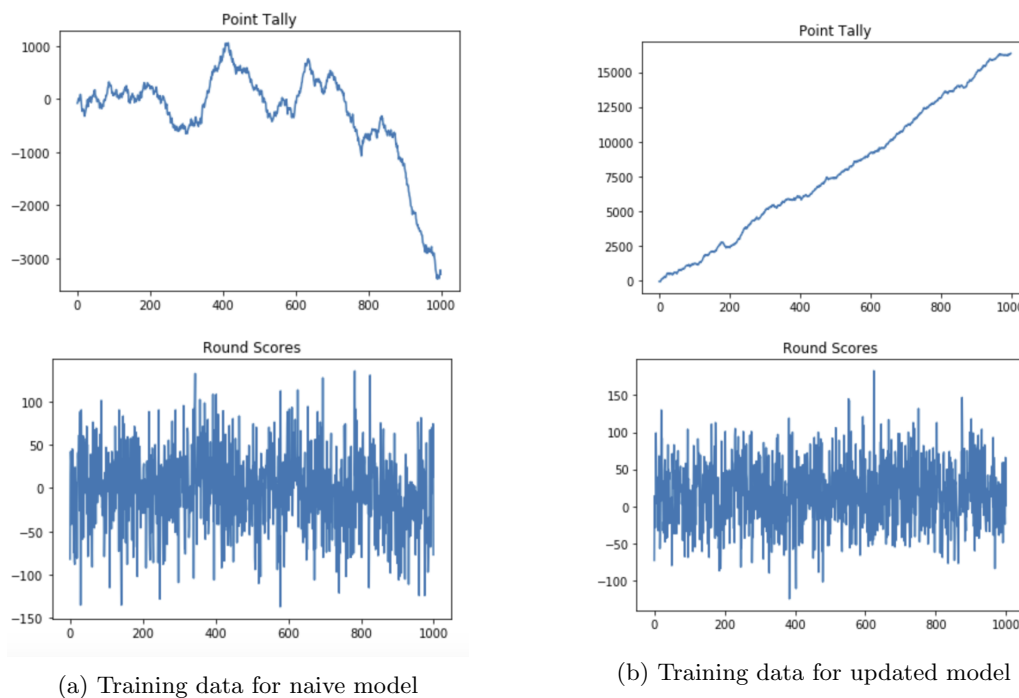 Point Tally
1000
0
−1000
−2000
−3000
0 200 400 600 800 1000
Round Scores
100
50
0
−50
−100
−150
0 200 400 600 800 1000
(a) Training data for naive model
Point Tally
15000
12500
10000
7500
5000
2500
0
0 200 400 600 800 1000
Round Scores
150
100
50
0
−50
−100
0 200 400 600 800 1000
(b) Training data for updated model